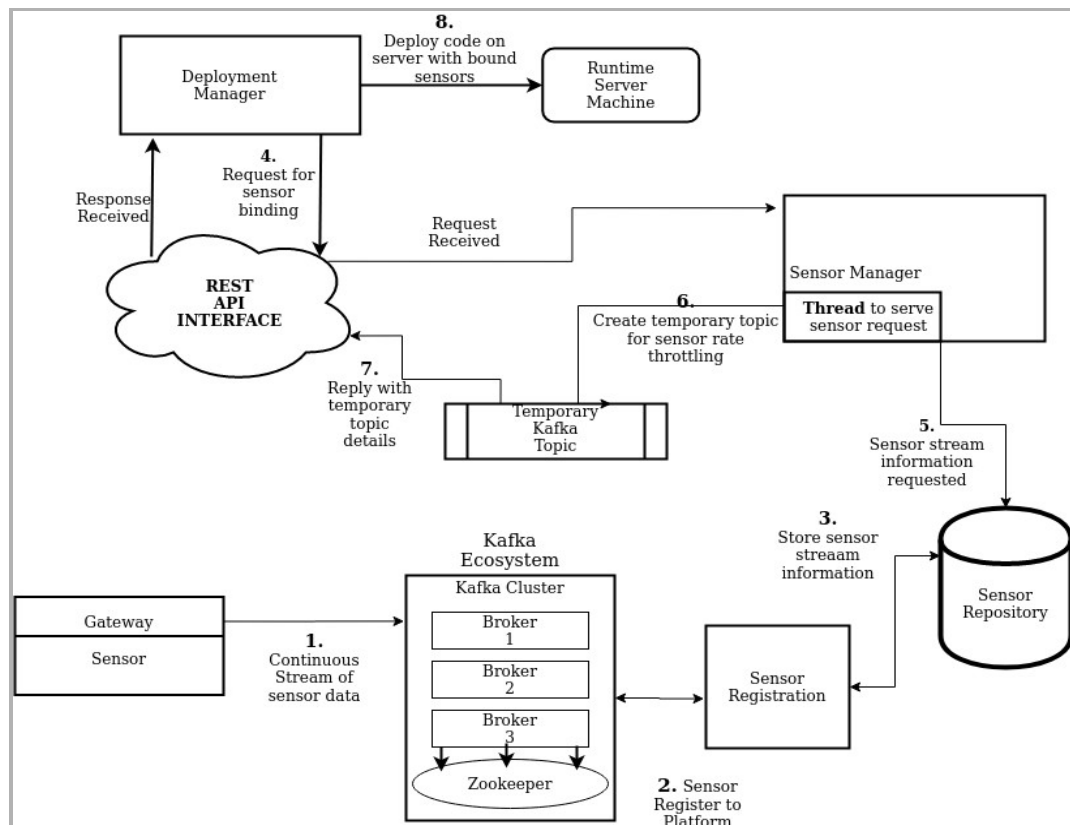 8.
Deploy code on
server with bound
sensors
Deployment
Manager
Runtime
Server
Machine
4.
Request for
sensor
binding
Response
Received
Request
Received
REST
API
INTERFACE
Sensor Manager
Thread to serve
sensor request
6.
Create temporary topic
for sensor rate
throttling
7.
Reply with
temporary
topic
details
Temporary
Kafka
Topic
5.
Sensor stream
information
requested
3.
Store sensor
streaam
information
Sensor
Repository
Kafka
Ecosystem
Kafka Cluster
Broker
1
Broker
2
Broker
3
Zookeeper
Gateway
Sensor
1.
Continuous
Stream of
sensor data
Sensor
Registration
2. Sensor
Register to
Platform